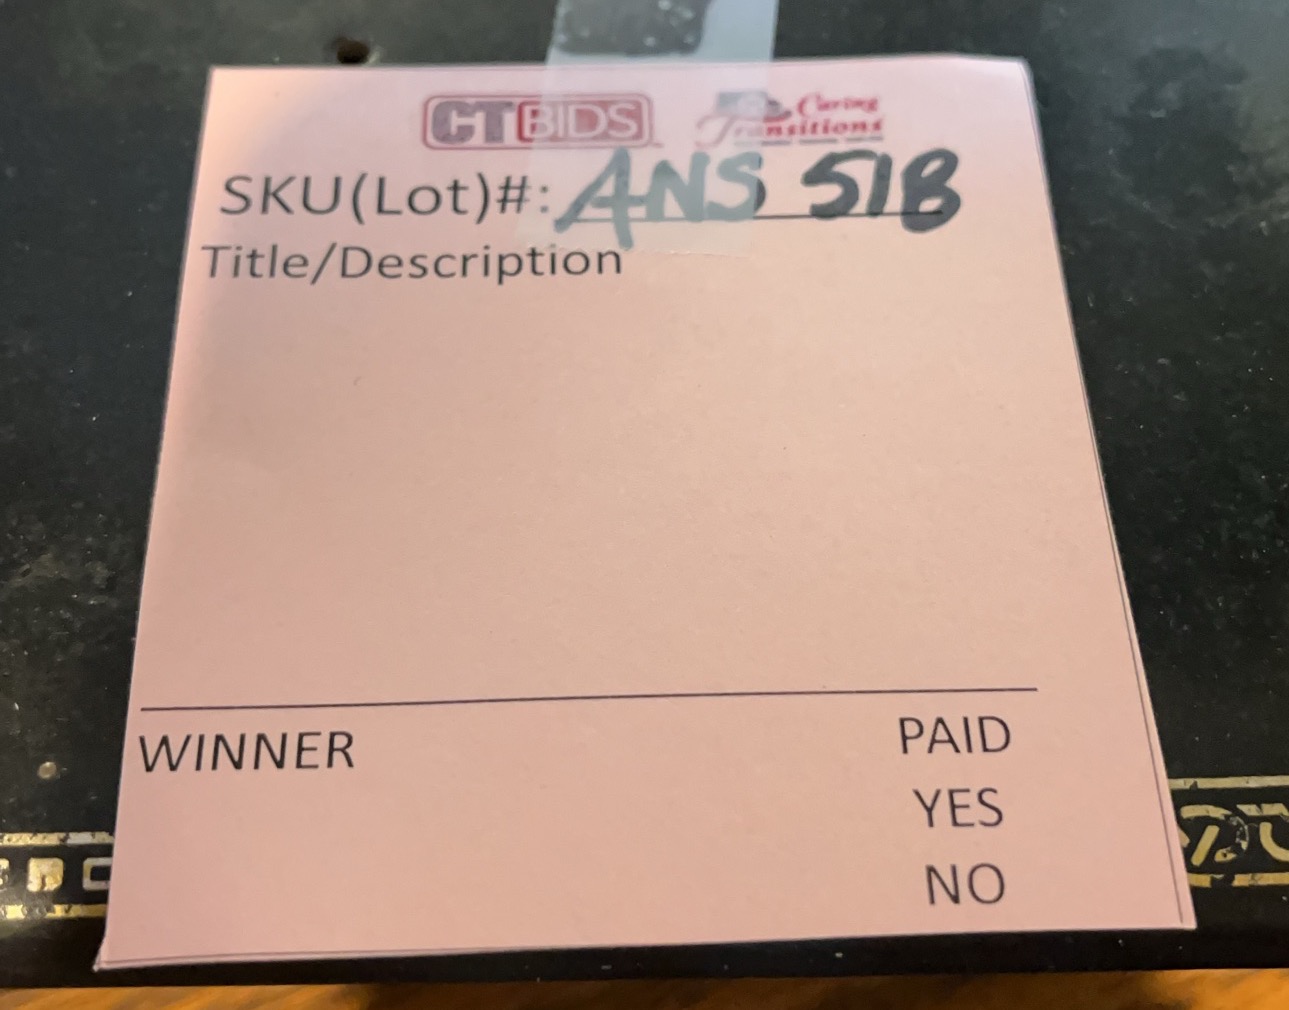 CTBIDS Caring Transitions
SKU(Lot)#: ANS 518
Title/Description
WINNER PAID
YES
NO